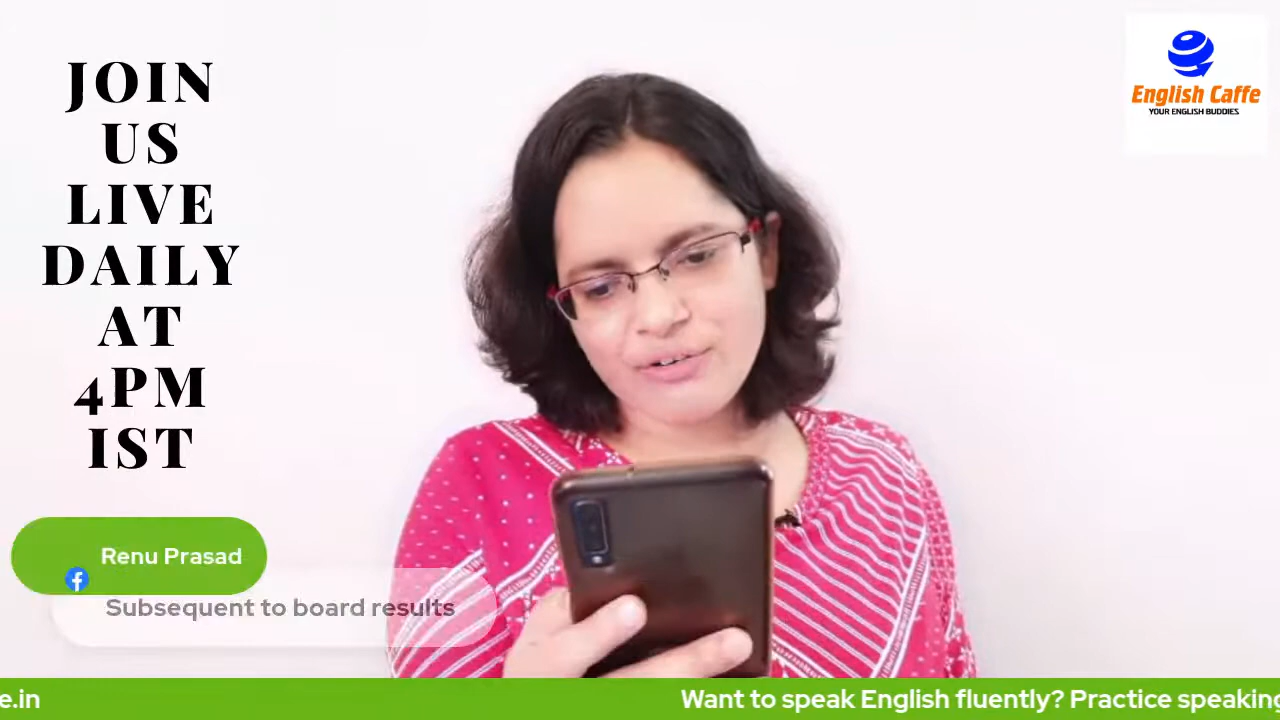 JOIN
US
LIVE
DAILY
AT
4PM
IST
English Caffe
YOUR ENGLISH BUDDIES
Renu Prasad
Subsequent to board results
e.in
Want to speak English fluently? Practice speaking